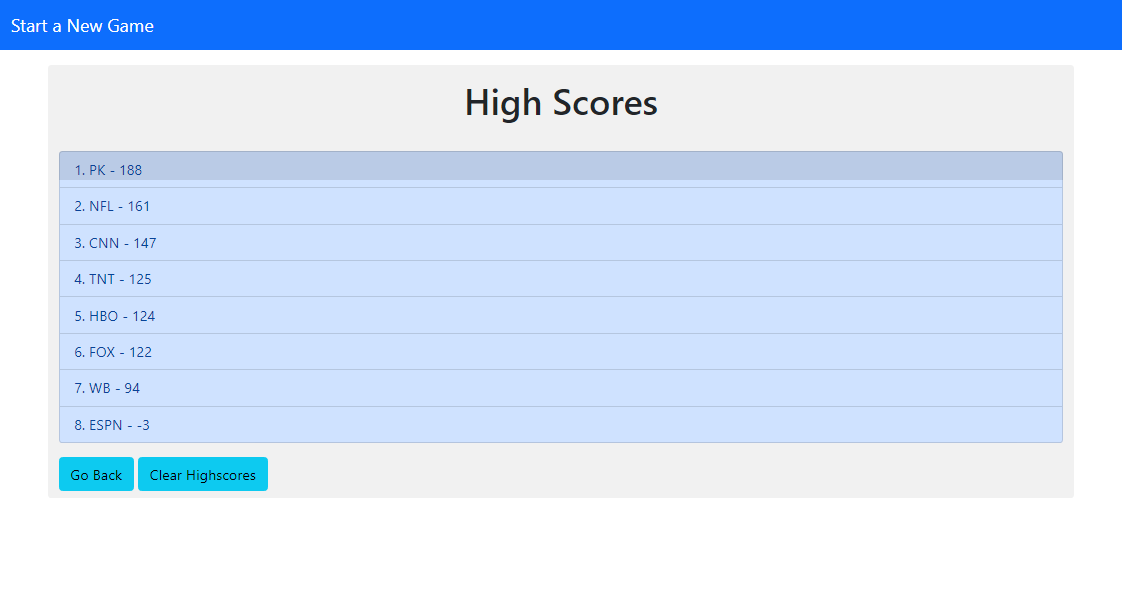 Start a New Game
High Scores
1. PK - 188
2. NFL - 161
3. CNN - 147
4. TNT - 125
5. HBO - 124
6. FOX - 122
7. WB - 94
8. ESPN - -3
Go Back Clear Highscores